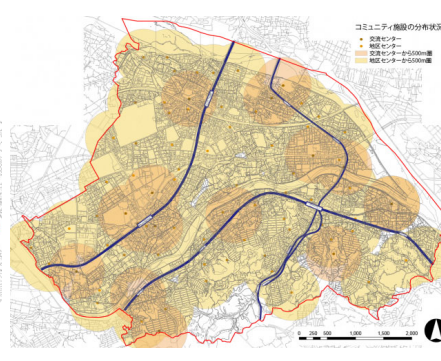 コミュニティ施設の分布状況
交流センター
地区センター
交流センターから500m圏
地区センターから500m圏
0 250 500 1,000 1,500 2,000